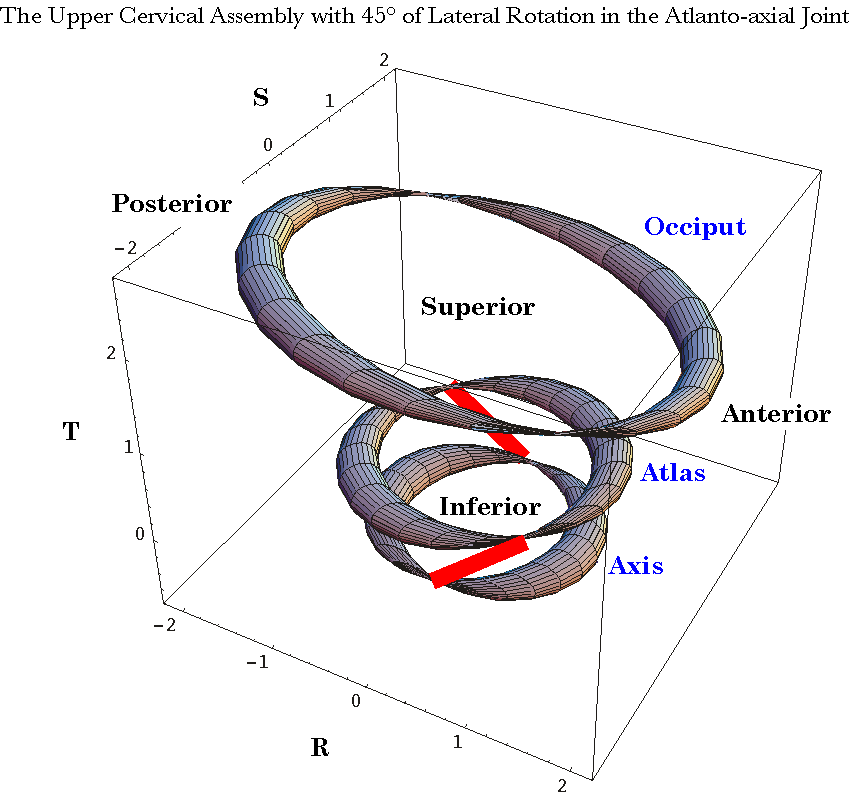 The Upper Cervical Assembly with 45° of Lateral Rotation in the Atlanto-axial Joint
2
S
1
0
Posterior
Occiput
−2
Superior
2
Anterior
T
1
Atlas
Inferior
0
Axis
−2
−1
0
R
1
2